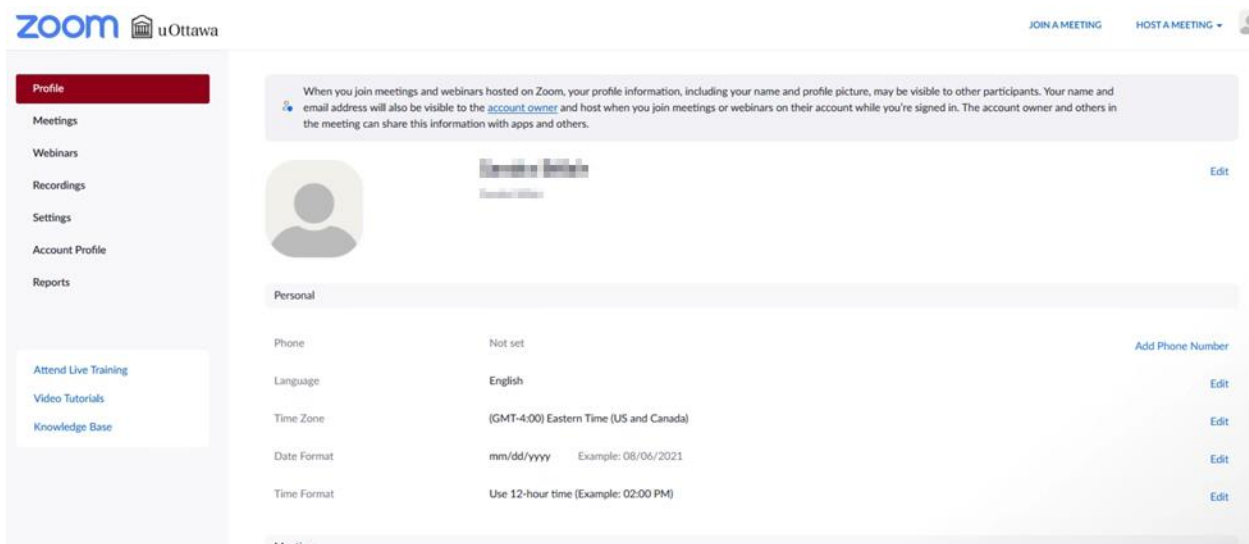 zoom uOttawa
JOIN A MEETING HOST A MEETING
Profile
Meetings
Webinars
Recordings
Settings
Account Profile
Reports
Attend Live Training
Video Tutorials
Knowledge Base
When you join meetings and webinars hosted on Zoom, your profile information, including your name and profile picture, may be visible to other participants. Your name and
email address will also be visible to the account owner and host when you join meetings or webinars on their account while you're signed in. The account owner and others in
the meeting can share this information with apps and others.
Edit
Personal
Phone Not set Add Phone Number
Language English Edit
Time Zone (GMT-4:00) Eastern Time (US and Canada) Edit
Date Format mm/dd/yyyy Example: 08/06/2021 Edit
Time Format Use 12-hour time (Example: 02:00 PM) Edit